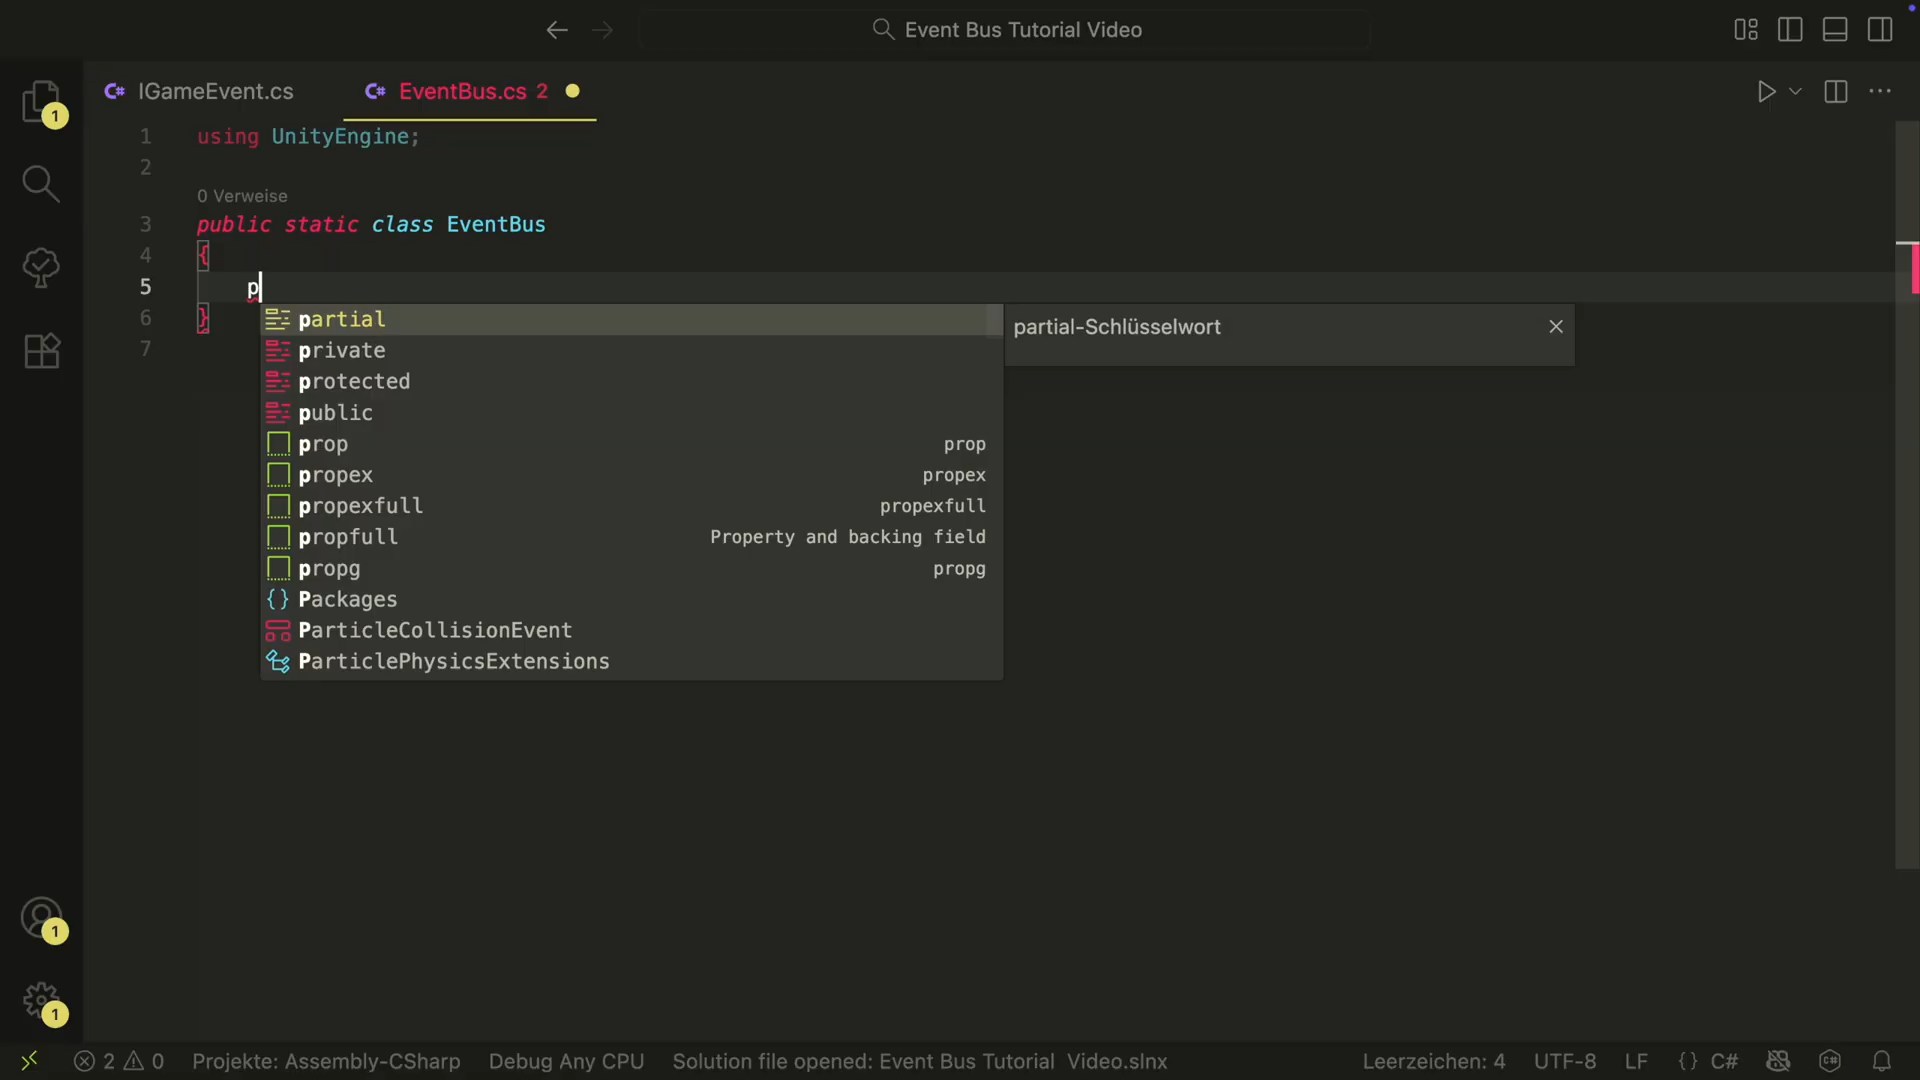 Event Bus Tutorial Video
C# IGameEvent.cs
C# EventBus.cs 2
1
1 using UnityEngine;
2
0 Verweise
3 public static class EventBus
4 {
5 p
6 }
7
partial
private
protected
public
prop prop
propex propex
propexfull propexfull
propfull Property and backing field
propg propg
{} Packages
ParticleCollisionEvent
ParticlePhysicsExtensions
partial-Schlüsselwort
1
1
2 0 Projekte: Assembly-CSharp Debug Any CPU Solution file opened: Event Bus Tutorial Video.slnx Leerzeichen: 4 UTF-8 LF {} C#